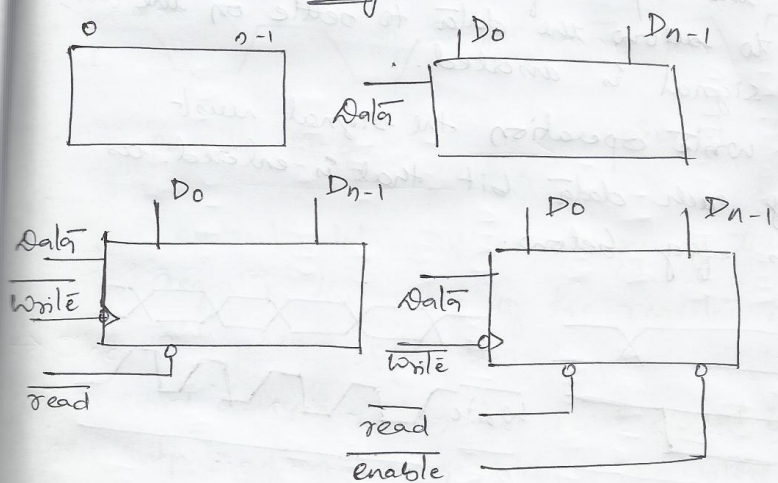 0 n-1
D0 Dn-1
Data
D0 Dn-1
Data
Write
read
D0 Dn-1
Data
Write
read
enable